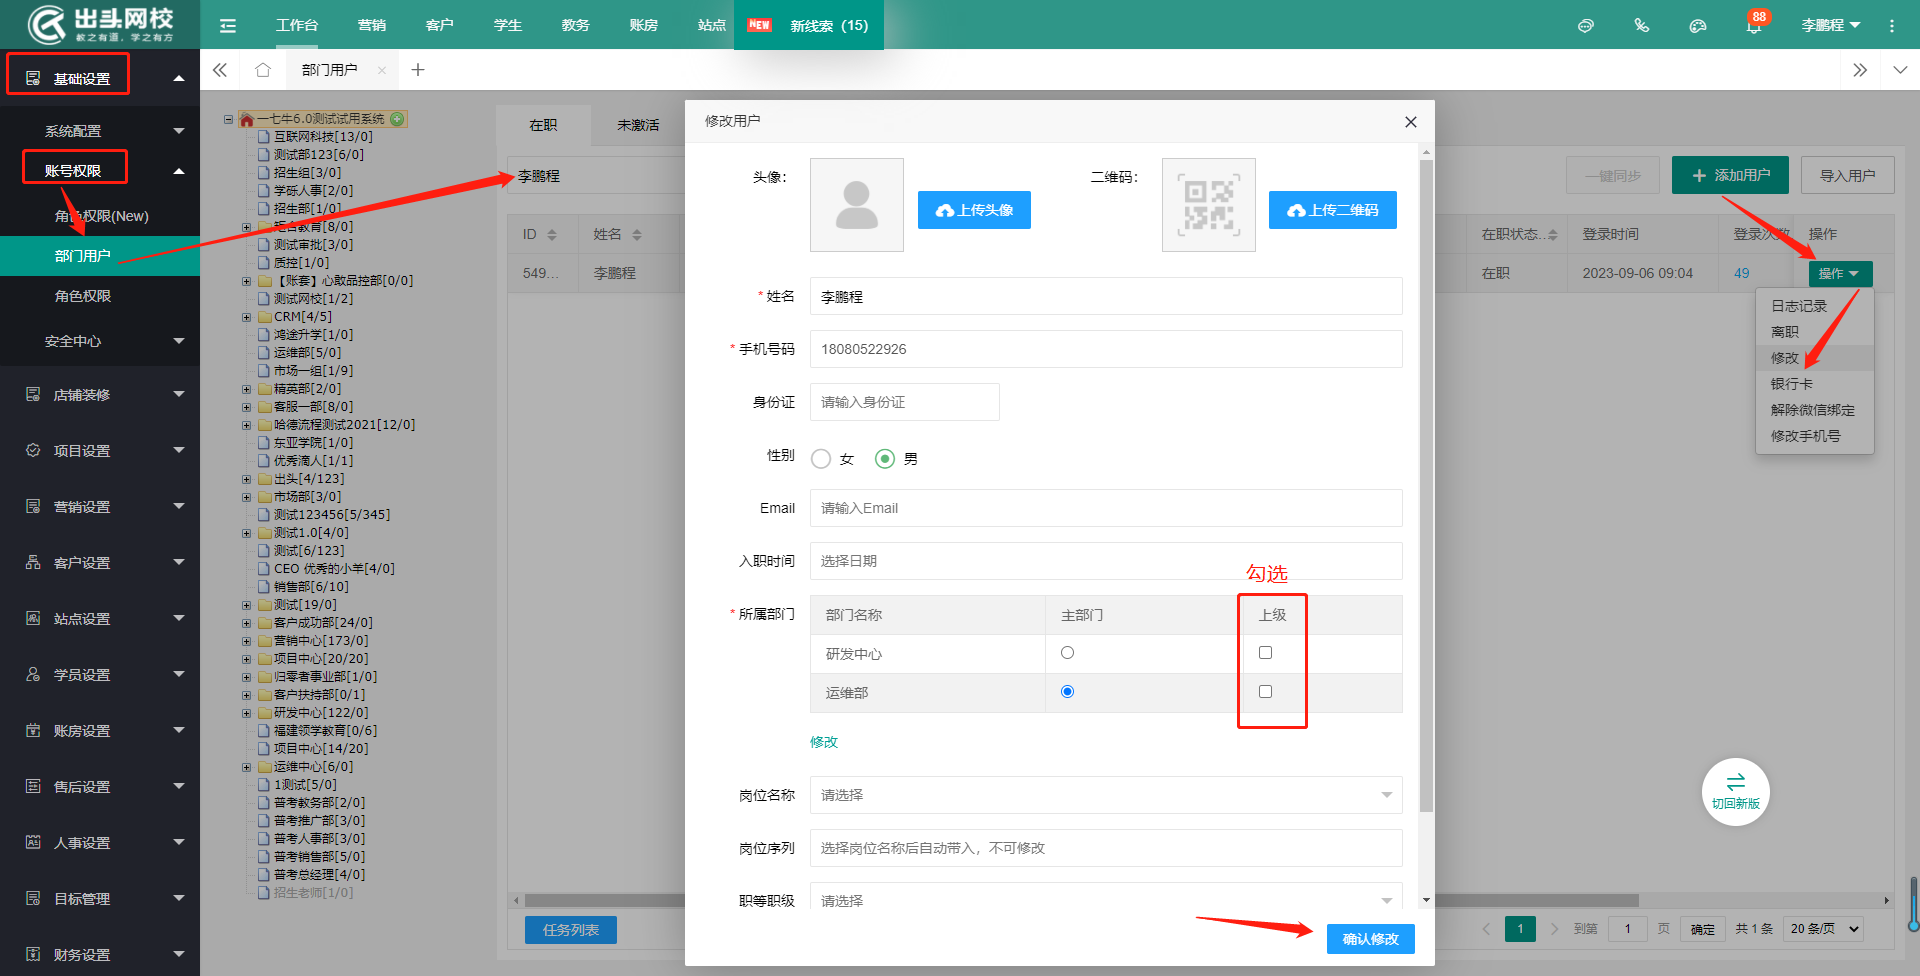 出头网校
教之有道，学之有方
工作台
营销
客户
学生
教务
账房
站点
NEW
新线索（15）
88
李鹏程
基础设置
系统配置
账号权限
角色权限(New)
部门用户
角色权限
安全中心
店铺装修
项目设置
营销设置
客户设置
站点设置
学员设置
账房设置
售后设置
人事设置
目标管理
财务设置
部门用户
一七牛6.0测试试用系统
互联网科技[13/0]
测试部123[6/0]
招生组[3/0]
学砾人事[2/0]
招生部[1/0]
矩合教育[8/0]
测试审批[3/0]
质控[1/0]
【账套】心敢品控部[0/0]
测试网校[1/2]
CRM[4/5]
鸿途升学[1/0]
运维部[5/0]
市场一组[1/9]
精英部[2/0]
客服一部[8/0]
哈德流程测试2021[12/0]
东亚学院[1/0]
优秀滴人[1/1]
出头[4/123]
市场部[3/0]
测试123456[5/345]
测试1.0[4/0]
测试[6/123]
CEO 优秀的小羊[4/0]
销售部[6/10]
测试[19/0]
客户成功部[24/0]
营销中心[173/0]
项目中心[20/20]
归零者事业部[1/0]
客户扶持部[0/1]
研发中心[122/0]
福建领学教育[0/6]
项目中心[14/20]
运维中心[6/0]
1测试[5/0]
普考教务部[2/0]
普考推广部[3/0]
普考人事部[3/0]
普考销售部[5/0]
普考总经理[4/0]
招生老师[1/0]
在职
未激活
李鹏程
ID
姓名
549...
李鹏程
任务列表
修改用户
头像：
上传头像
二维码：
上传二维码
*姓名
李鹏程
*手机号码
18080522926
身份证
请输入身份证
性别
女
男
Email
请输入Email
入职时间
选择日期
勾选
*所属部门
部门名称
主部门
上级
研发中心
运维部
修改
岗位名称
请选择
岗位序列
选择岗位名称后自动带入，不可修改
职等职级
请选择
确认修改
一键同步
添加用户
导入用户
在职状态...
登录时间
登录次数
操作
在职
2023-09-06 09:04
49
操作
日志记录
离职
修改
银行卡
解除微信绑定
修改手机号
切回新版
1
到第
1
页
确定
共 1 条
20 条/页